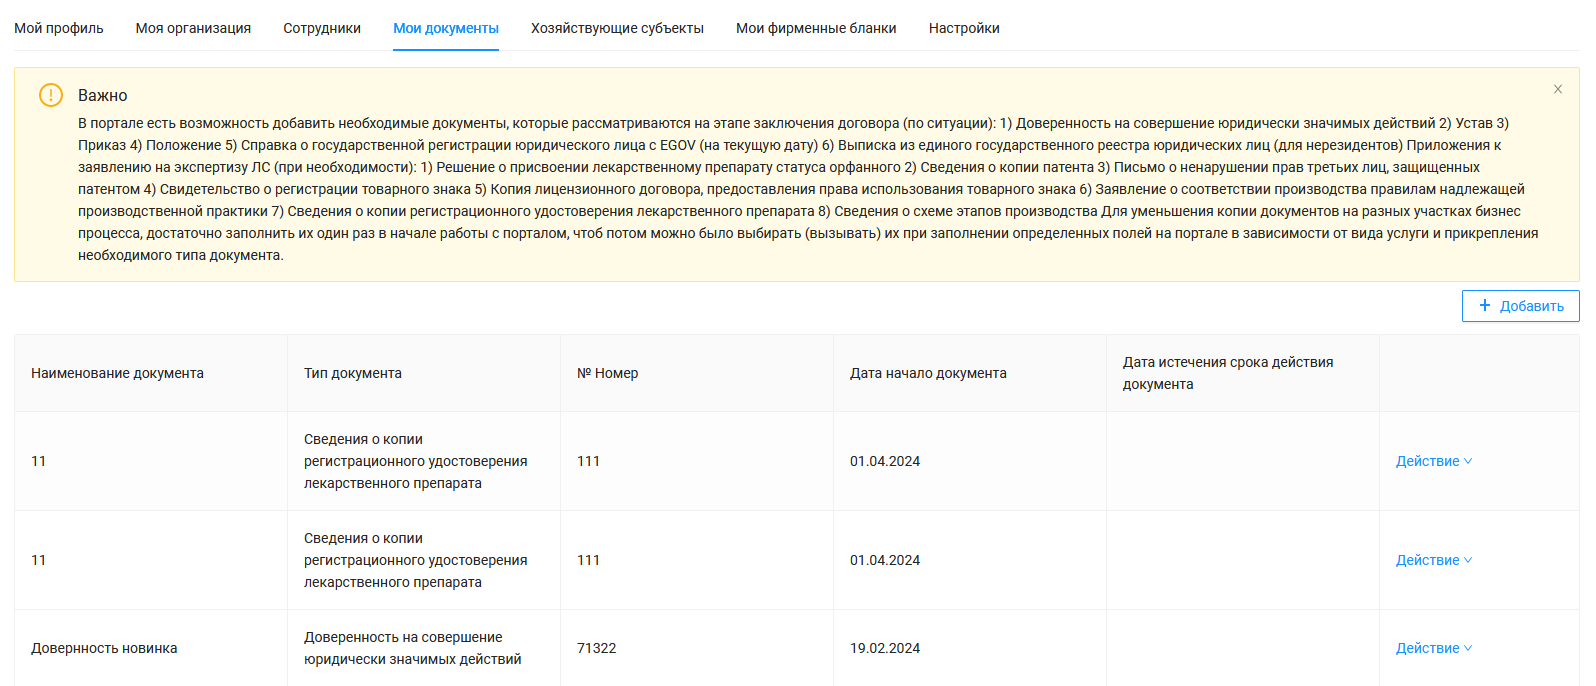 Мой профиль Моя организация Сотрудники Мои документы Хозяйствующие субъекты Мои фирменные бланки Настройки
Важно
В портале есть возможность добавить необходимые документы, которые рассматриваются на этапе заключения договора (по ситуации): 1) Доверенность на совершение юридически значимых действий 2) Устав 3)
Приказ 4) Положение 5) Справка о государственной регистрации юридического лица с EGOV (на текущую дату) 6) Выписка из единого государственного реестра юридических лиц (для нерезидентов) Приложения к
заявлению на экспертизу ЛС (при необходимости): 1) Решение о присвоении лекарственному препарату статуса орфанного 2) Сведения о копии патента 3) Письмо о ненарушении прав третьих лиц, защищенных
патентом 4) Свидетельство о регистрации товарного знака 5) Копия лицензионного договора, предоставления права использования товарного знака 6) Заявление о соответствии производства правилам надлежащей
производственной практики 7) Сведения о копии регистрационного удостоверения лекарственного препарата 8) Сведения о схеме этапов производства Для уменьшения копии документов на разных участках бизнес
процесса, достаточно заполнить их один раз в начале работы с порталом, чтоб потом можно было выбирать (вызывать) их при заполнении определенных полей на портале в зависимости от вида услуги и прикрепления
необходимого типа документа.
+ Добавить
Наименование документа Тип документа № Номер Дата начало документа Дата истечения срока действия
документа
11 Сведения о копии
регистрационного удостоверения
лекарственного препарата 111 01.04.2024 Действие
11 Сведения о копии
регистрационного удостоверения
лекарственного препарата 111 01.04.2024 Действие
Довернность новинка Доверенность на совершение
юридически значимых действий 71322 19.02.2024 Действие